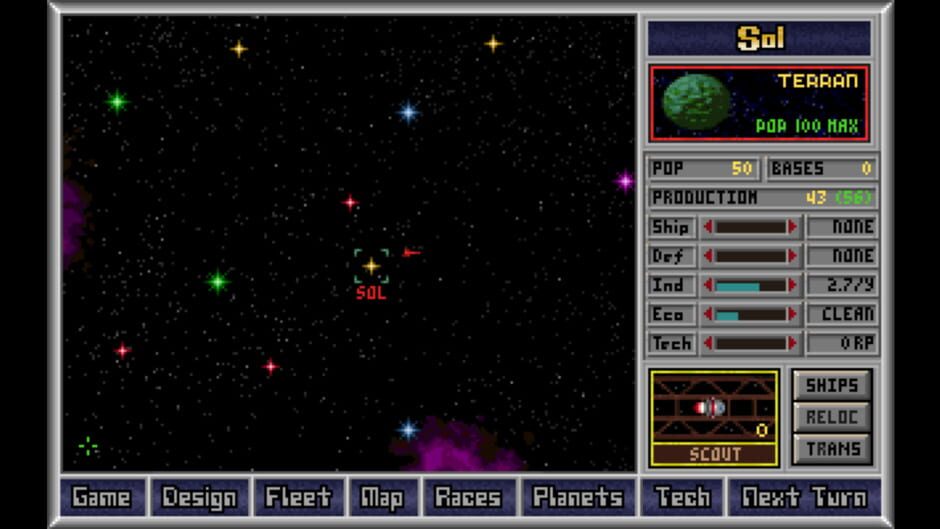 Sol
TERRAN
POP 100 MAX
POP 50 BASES 0
PRODUCTION 43 (56)
Ship NONE
Def NONE
Ind 2.7/Y
Eco CLEAN
Tech 0 RP
SOL
0
SCOUT
SHIPS
RELOC
TRANS
Game Design Fleet Map Races Planets Tech Next Turn